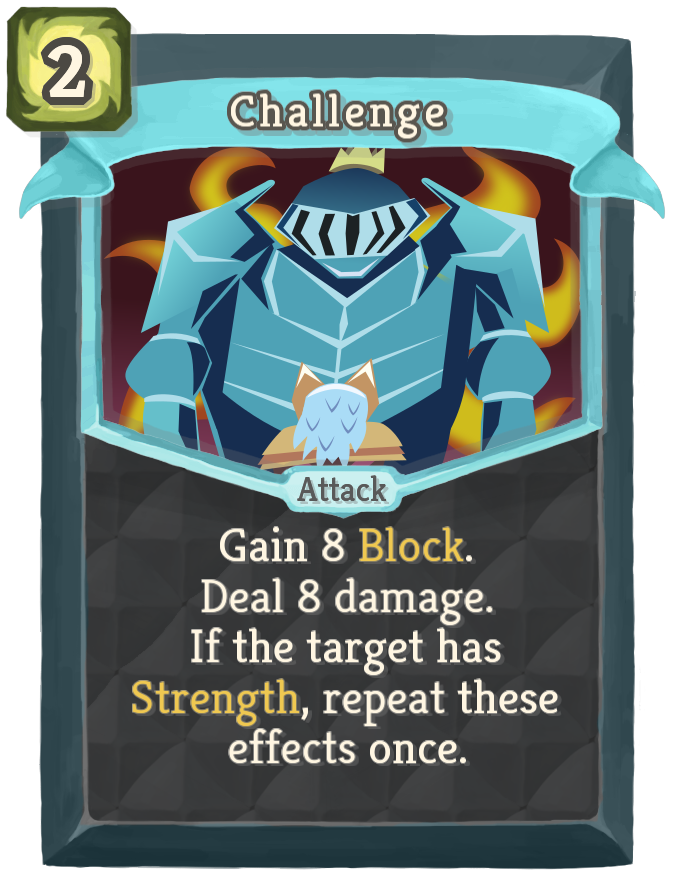 2
Challenge
Attack
Gain 8 Block.
Deal 8 damage.
If the target has
Strength, repeat these
effects once.